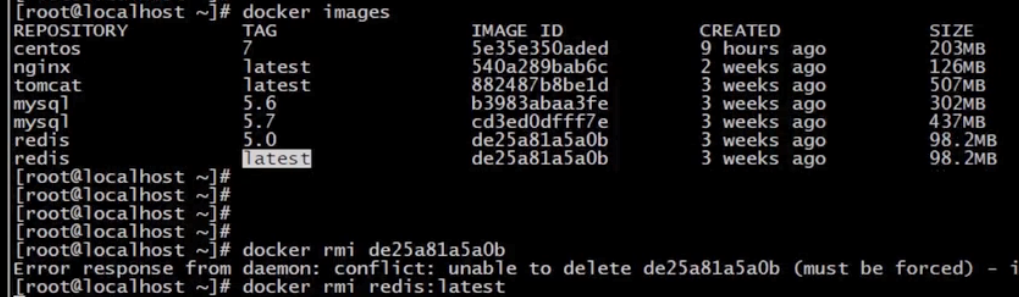 [root@localhost ~]# docker images
REPOSITORY TAG IMAGE ID CREATED SIZE
centos 7 5e35e350aded 9 hours ago 203MB
nginx latest 540a289bab6c 2 weeks ago 126MB
tomcat latest 882487b8be1d 3 weeks ago 507MB
mysql 5.6 b3983abaa3fe 3 weeks ago 302MB
mysql 5.7 cd3ed0dfff7e 3 weeks ago 437MB
redis 5.0 de25a81a5a0b 3 weeks ago 98.2MB
redis latest de25a81a5a0b 3 weeks ago 98.2MB
[root@localhost ~]#
[root@localhost ~]#
[root@localhost ~]#
[root@localhost ~]#
[root@localhost ~]# docker rmi de25a81a5a0b
Error response from daemon: conflict: unable to delete de25a81a5a0b (must be forced) - i
[root@localhost ~]# docker rmi redis:latest